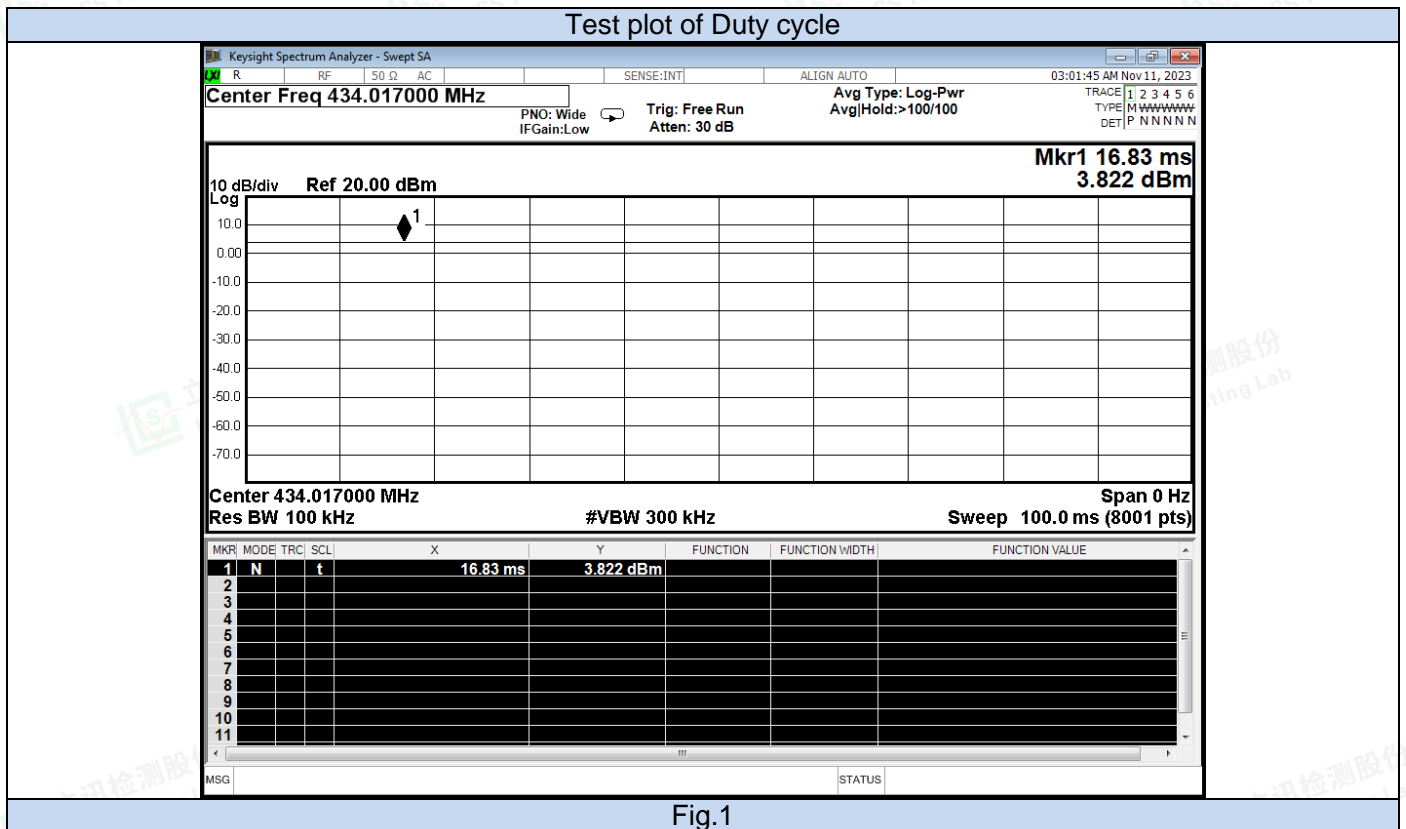 Test plot of Duty cycle
Keysight Spectrum Analyzer - Swept SA
LXI R RF 50 Ω AC SENSE:INT ALIGN AUTO 03:01:45 AM Nov 11, 2023
Center Freq 434.017000 MHz
PNO: Wide
IFGain:Low
Trig: Free Run
Atten: 30 dB
Avg Type: Log-Pwr
Avg|Hold:>100/100
TRACE 1 2 3 4 5 6
TYPE M WWWWW
DET P N N N N N
Mkr1 16.83 ms
3.822 dBm
10 dB/div Ref 20.00 dBm
Log
1
10.0
0.00
-10.0
-20.0
-30.0
-40.0
-50.0
-60.0
-70.0
Center 434.017000 MHz Span 0 Hz
Res BW 100 kHz #VBW 300 kHz Sweep 100.0 ms (8001 pts)
MKR MODE TRC SCL X Y FUNCTION FUNCTION WIDTH FUNCTION VALUE
1 N t 16.83 ms 3.822 dBm
2
3
4
5
6
7
8
9
10
11
MSG STATUS
Fig.1